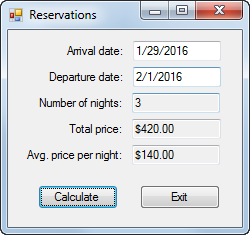 Reservations
Arrival date: 1/29/2016
Departure date: 2/1/2016
Number of nights: 3
Total price: $420.00
Avg. price per night: $140.00
Calculate Exit